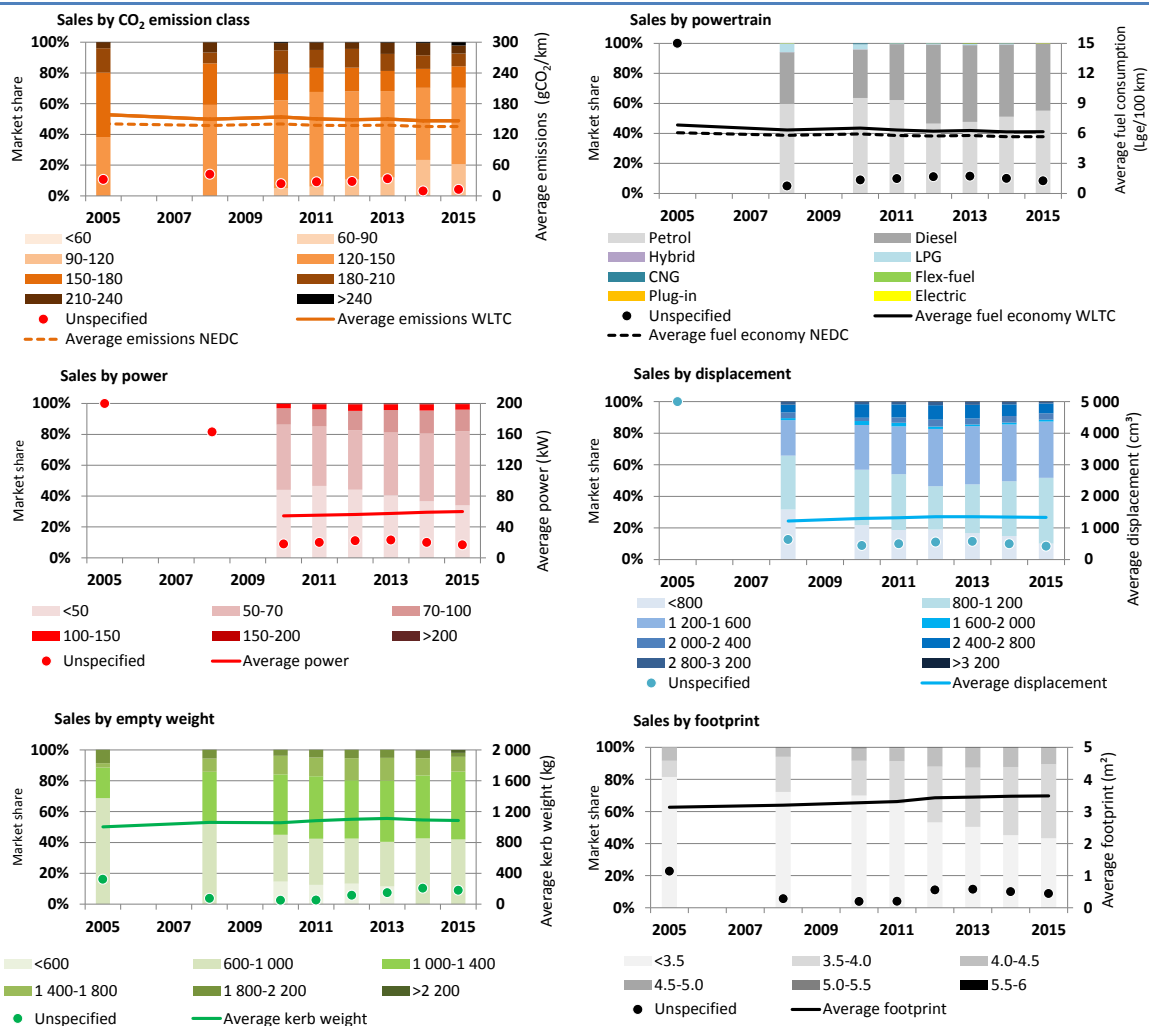 Sales by CO₂ emission class
100%
80%
60%
40%
20%
0%
Market share
300
240
180
120
60
0
Average emissions (gCO₂/km)
2005 2007 2009 2011 2013 2015
<60 60-90
90-120 120-150
150-180 180-210
210-240 >240
Unspecified Average emissions WLTC
Average emissions NEDC
Sales by powertrain
100%
80%
60%
40%
20%
0%
Market share
15
12
9
6
3
0
Average fuel consumption
(Lge/100 km)
2005 2007 2009 2011 2013 2015
Petrol Diesel
Hybrid LPG
CNG Flex-fuel
Plug-in Electric
Unspecified Average fuel economy WLTC
Average fuel economy NEDC
Sales by power
100%
80%
60%
40%
20%
0%
Market share
200
160
120
80
40
0
Average power (kW)
2005 2007 2009 2011 2013 2015
<50 50-70 70-100
100-150 150-200 >200
Unspecified Average power
Sales by displacement
100%
80%
60%
40%
20%
0%
Market share
5 000
4 000
3 000
2 000
1 000
0
Average displacement (cm³)
2005 2007 2009 2011 2013 2015
<800 800-1 200
1 200-1 600 1 600-2 000
2 000-2 400 2 400-2 800
2 800-3 200 >3 200
Unspecified Average displacement
Sales by empty weight
100%
80%
60%
40%
20%
0%
Market share
2 000
1 600
1200
800
400
0
Average kerb weight (kg)
2005 2007 2009 2011 2013 2015
<600 600-1 000 1 000-1 400
1 400-1 800 1 800-2 200 >2 200
Unspecified Average kerb weight
Sales by footprint
100%
80%
60%
40%
20%
0%
Market share
5
4
3
2
1
0
Average footprint (m²)
2005 2007 2009 2011 2013 2015
<3.5 3.5-4.0 4.0-4.5
4.5-5.0 5.0-5.5 5.5-6
Unspecified Average footprint